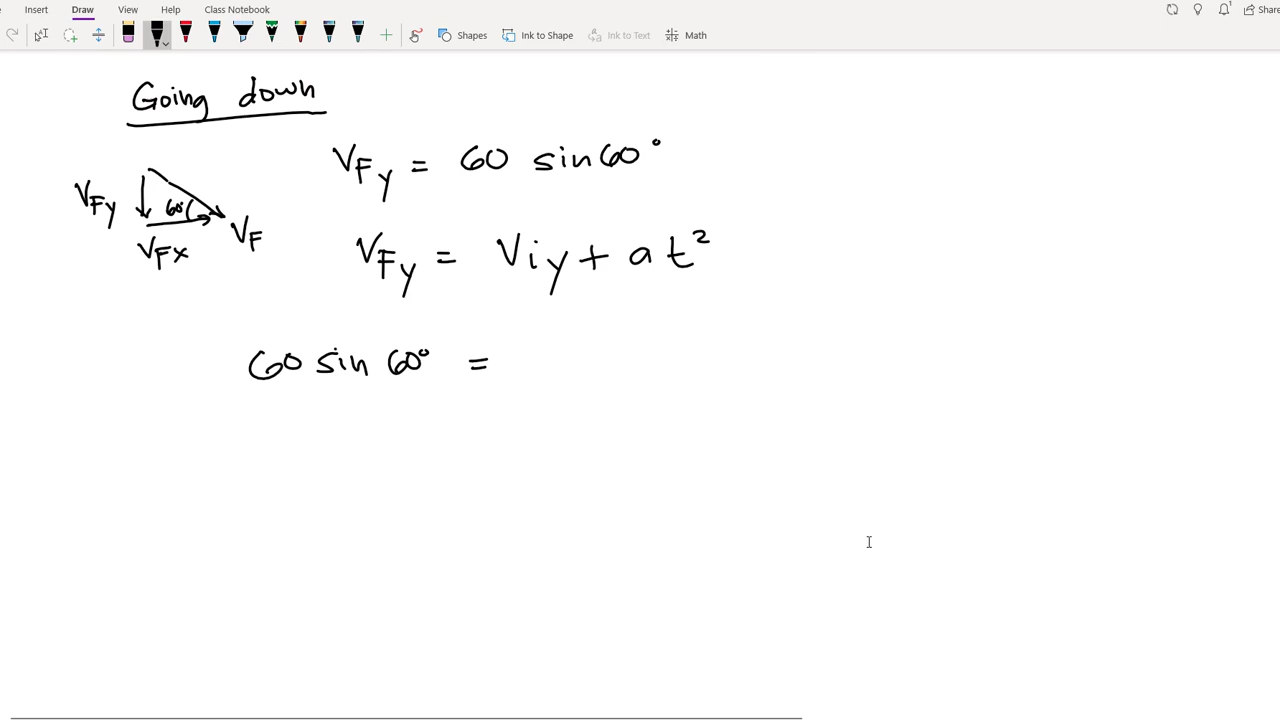 Insert Draw View Help Class Notebook 1 Share
Shapes Ink to Shape Ink to Text Math
Going down
VFy = 60 sin60°
VFy 60° VF
VFx
VFy = Viy + at²
60 sin 60° =